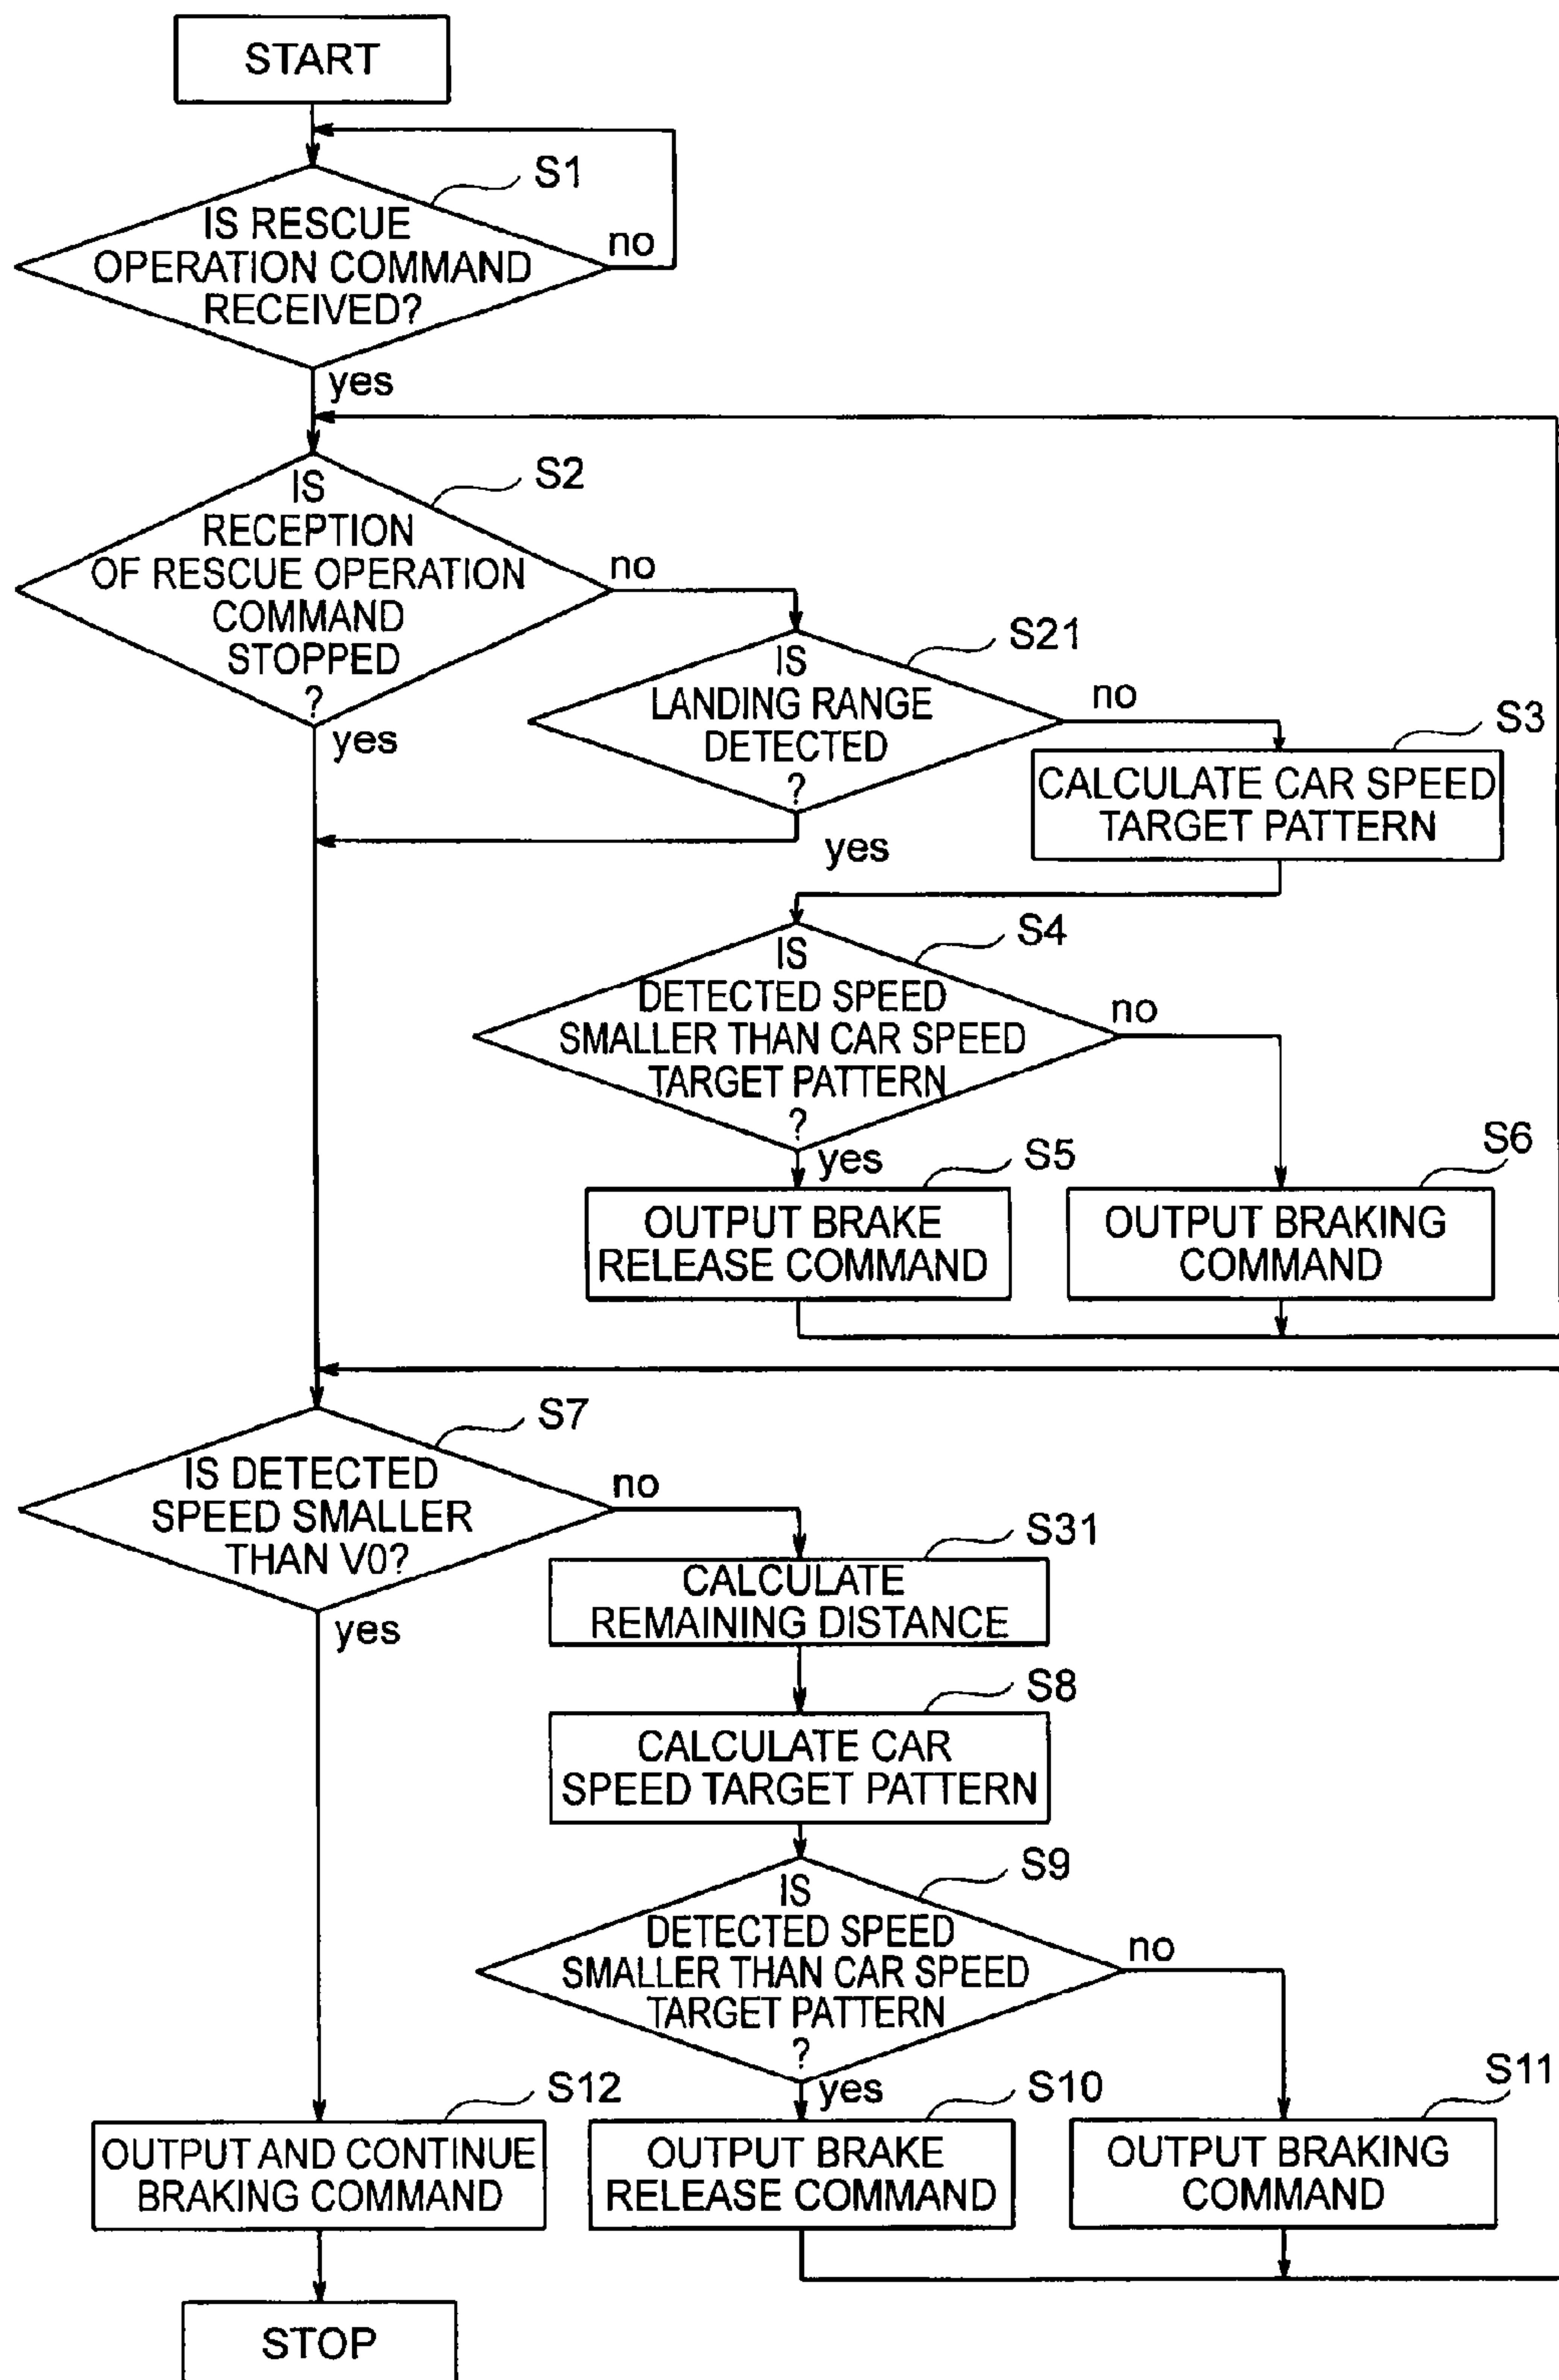 START
S1
IS RESCUE
OPERATION COMMAND
RECEIVED?
no
yes
S2
IS
RECEPTION
OF RESCUE OPERATION
COMMAND
STOPPED
?
no
yes
S21
IS
LANDING RANGE
DETECTED
?
no
yes
S3
CALCULATE CAR SPEED
TARGET PATTERN
S4
IS
DETECTED SPEED
SMALLER THAN CAR SPEED
TARGET PATTERN
?
no
yes
S5
OUTPUT BRAKE
RELEASE COMMAND
S6
OUTPUT BRAKING
COMMAND
S7
IS DETECTED
SPEED SMALLER
THAN V0?
no
yes
S31
CALCULATE
REMAINING DISTANCE
S8
CALCULATE CAR
SPEED TARGET PATTERN
S9
IS
DETECTED SPEED
SMALLER THAN CAR SPEED
TARGET PATTERN
?
no
yes
S12
OUTPUT AND CONTINUE
BRAKING COMMAND
S10
OUTPUT BRAKE
RELEASE COMMAND
S11
OUTPUT BRAKING
COMMAND
STOP